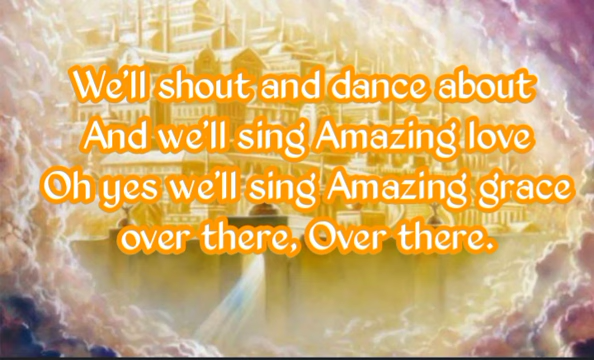 We'll shout and dance about
And we'll sing Amazing love
Oh yes we'll sing Amazing grace
over there, Over there.